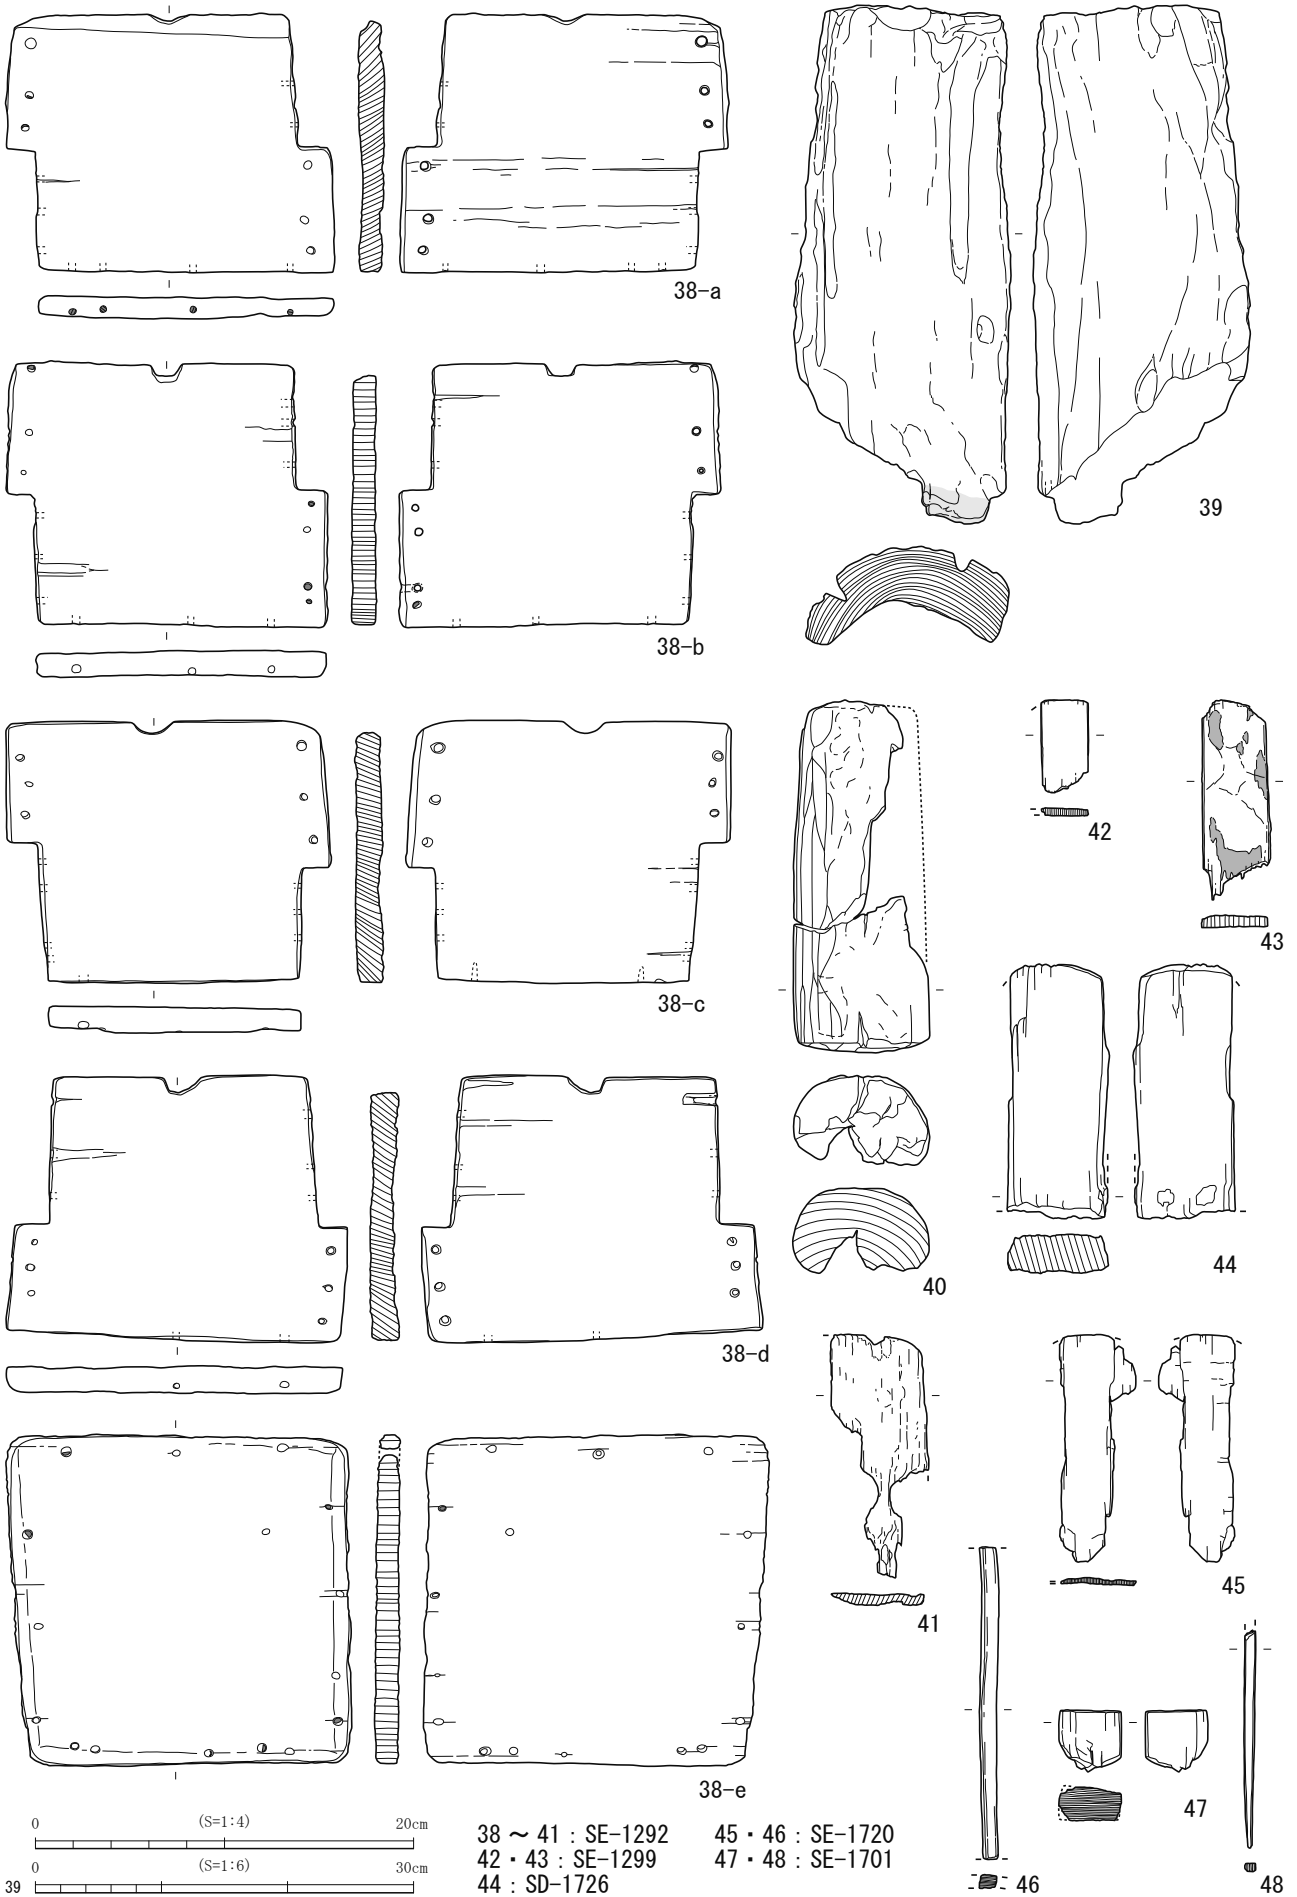 38-a
39
38-b
42
43
38-c
44
40
38-d
45
41
47
38-e
46
48
0 (S=1:4) 20cm
0 (S=1:6) 30cm
39
38 ～ 41 : SE-1292
42・43 : SE-1299
44 : SD-1726
45・46 : SE-1720
47・48 : SE-1701